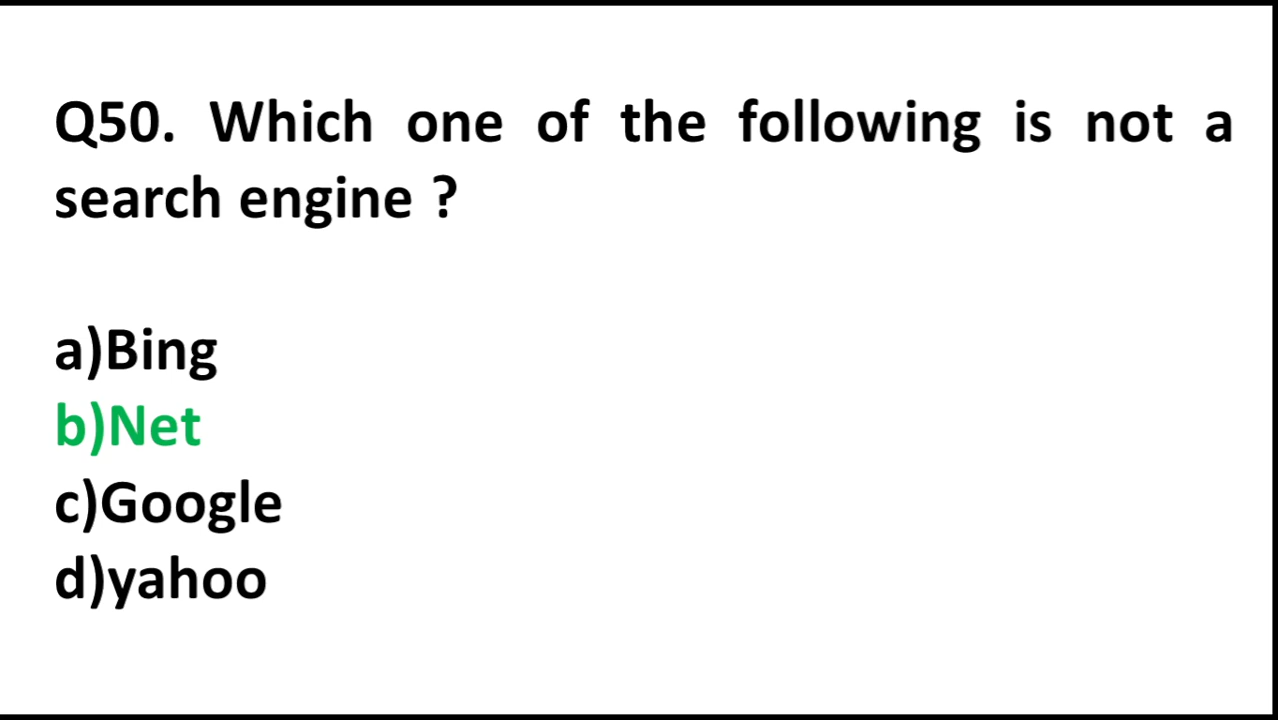 Q50. Which one of the following is not a
search engine ?
a)Bing
b)Net
c)Google
d)yahoo